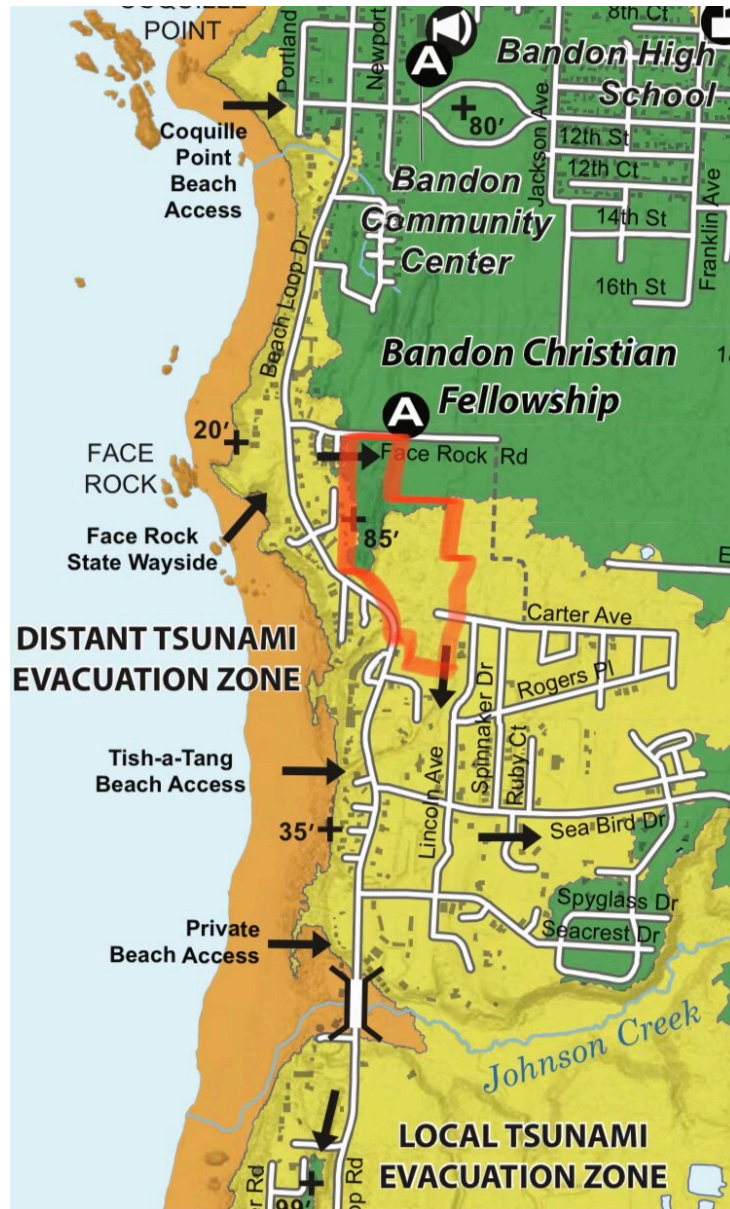 COQUILLE
POINT
Portland
Newport
A
8th Ct
Bandon High
School
80'
Jackson Ave
12th St
12th Ct
14th St
Franklin Ave
16th St
Coquille
Point
Beach
Access
Bandon
Community
Center
Beach Loop Dr
Bandon Christian
Fellowship
A
20'
FACE
ROCK
Face Rock Rd
85'
Face Rock
State Wayside
Carter Ave
DISTANT TSUNAMI
EVACUATION ZONE
Rogers Pl
Spinnaker Dr
Ruby Ct
Lincoln Ave
Tish-a-Tang
Beach Access
35'
Sea Bird Dr
Spyglass Dr
Seacrest Dr
Private
Beach Access
Johnson Creek
LOCAL TSUNAMI
EVACUATION ZONE
99'